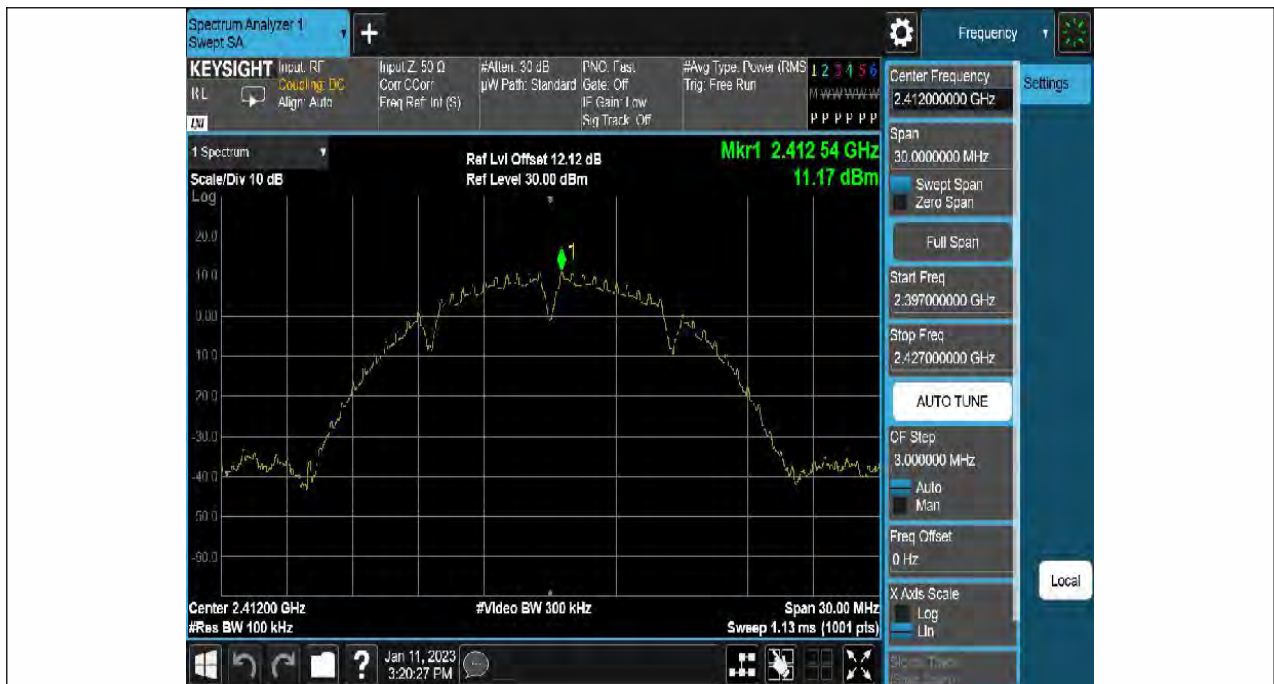 Spectrum Analyzer 1
Swept SA
+
Frequency
KEYSIGHT
RL
Input: RF
Coupling: DC
Align: Auto
Input Z: 50 Ω
Corr CCorr
Freq Ref: Int (S)
#Atten: 30 dB
µW Path: Standard
PNO: Fast
Gate: Off
IF Gain: Low
Sig Track: Off
#Avg Type: Power (RMS
Trig: Free Run
1 2 3 4 5 6
M W W W W W
P P P P P P
LXI
1 Spectrum
Scale/Div 10 dB
Log
Ref Lvl Offset 12.12 dB
Ref Level 30.00 dBm
Mkr1 2.412 54 GHz
11.17 dBm
1
20.0
10.0
0.00
-10.0
-20.0
-30.0
-40.0
-50.0
-60.0
Center 2.41200 GHz
#Res BW 100 kHz
#Video BW 300 kHz
Span 30.00 MHz
Sweep 1.13 ms (1001 pts)
Center Frequency
2.412000000 GHz
Settings
Span
30.0000000 MHz
Swept Span
Zero Span
Full Span
Start Freq
2.397000000 GHz
Stop Freq
2.427000000 GHz
AUTO TUNE
CF Step
3.000000 MHz
Auto
Man
Freq Offset
0 Hz
X Axis Scale
Log
Lin
Local
?
Jan 11, 2023
3:20:27 PM